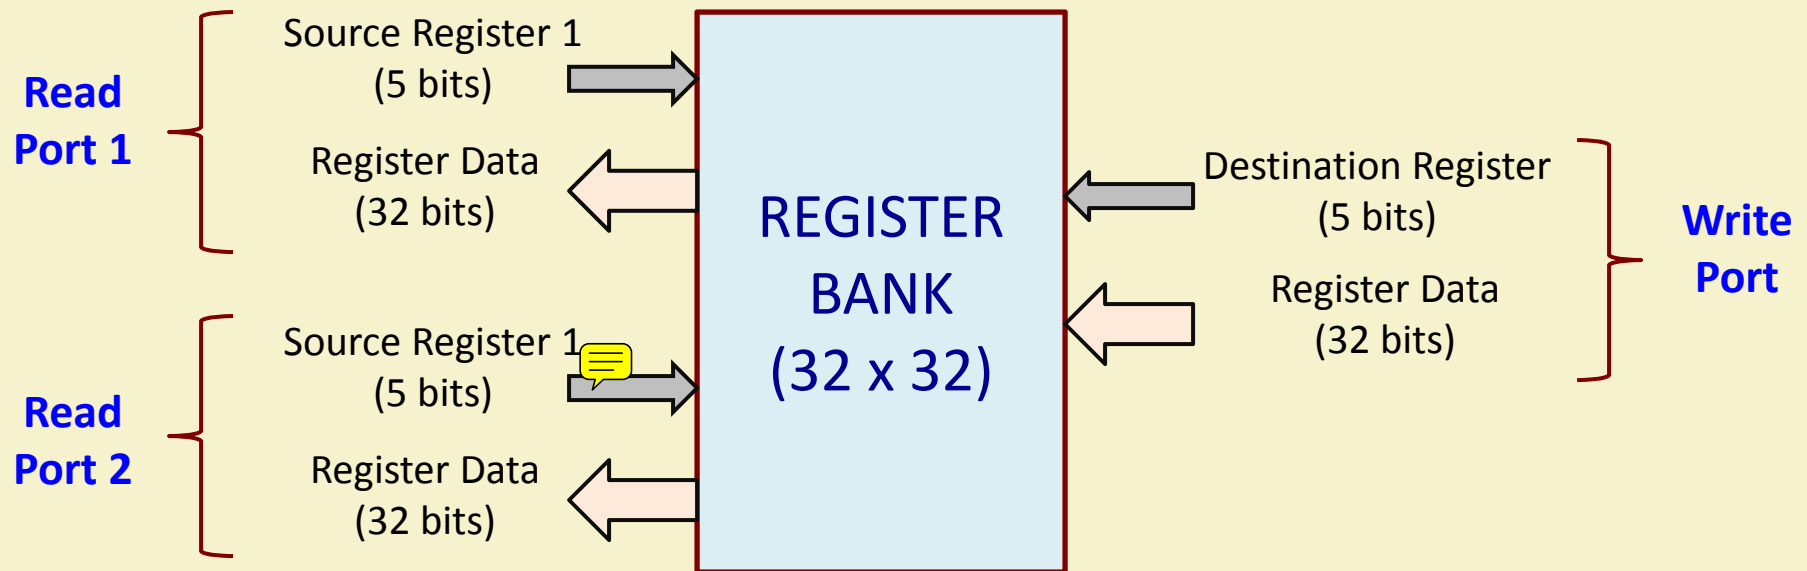 Read
Port 1
Source Register 1
(5 bits)
Register Data
(32 bits)
Read
Port 2
Source Register 1
(5 bits)
Register Data
(32 bits)
REGISTER
BANK
(32 x 32)
Destination Register
(5 bits)
Register Data
(32 bits)
Write
Port